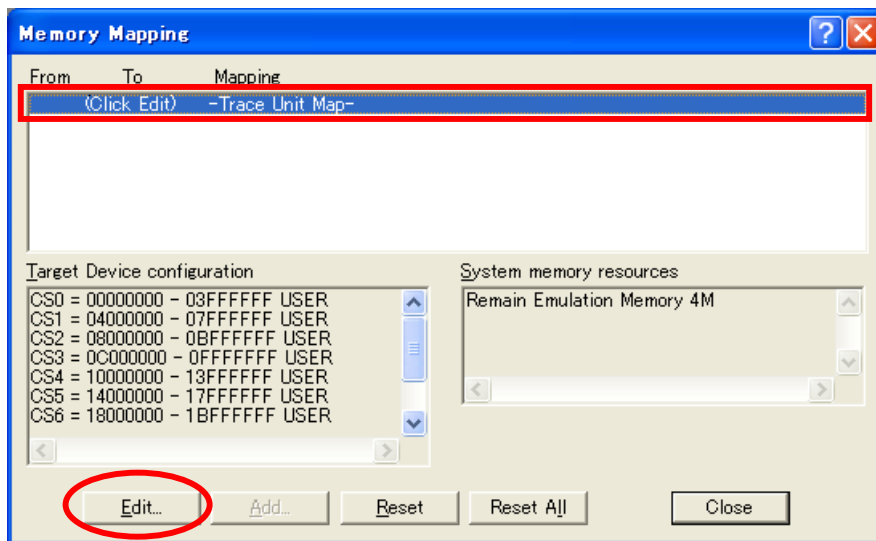 Memory Mapping
From To Mapping
(Click Edit) -Trace Unit Map-
Target Device configuration
CS0 = 00000000 - 03FFFFFF USER
CS1 = 04000000 - 07FFFFFF USER
CS2 = 08000000 - 0BFFFFFF USER
CS3 = 0C000000 - 0FFFFFFF USER
CS4 = 10000000 - 13FFFFFF USER
CS5 = 14000000 - 17FFFFFF USER
CS6 = 18000000 - 1BFFFFFF USER
System memory resources
Remain Emulation Memory 4M
Edit... Add... Reset Reset All Close